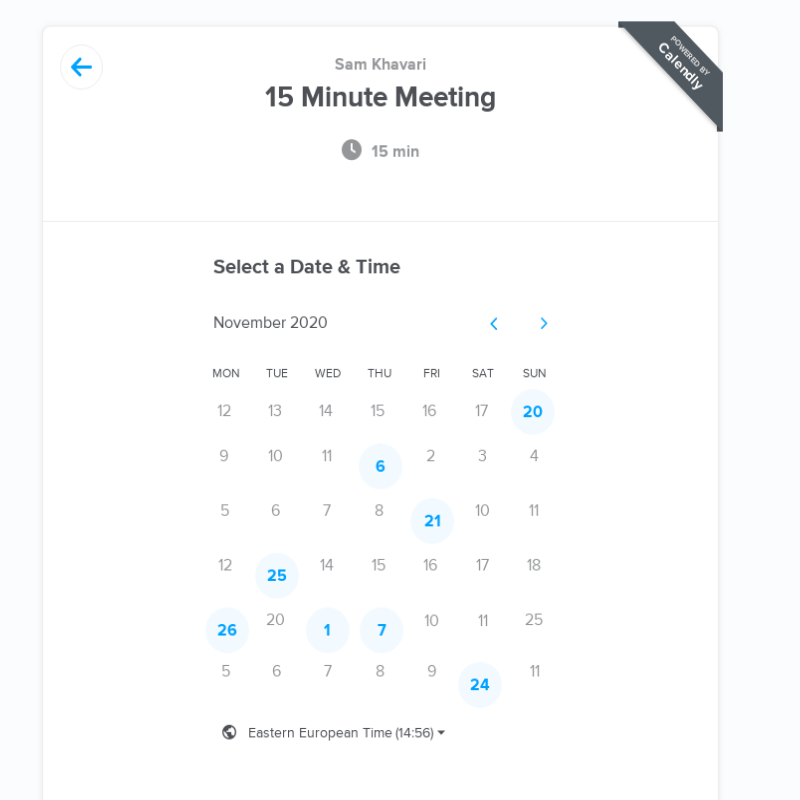 POWERED BY
Calendly
Sam Khavari
15 Minute Meeting
15 min
Select a Date & Time
November 2020
MON TUE WED THU FRI SAT SUN
12 13 14 15 16 17 20
9 10 11 6 2 3 4
5 6 7 8 21 10 11
12 25 14 15 16 17 18
26 20 1 7 10 11 25
5 6 7 8 9 24 11
Eastern European Time (14:56)